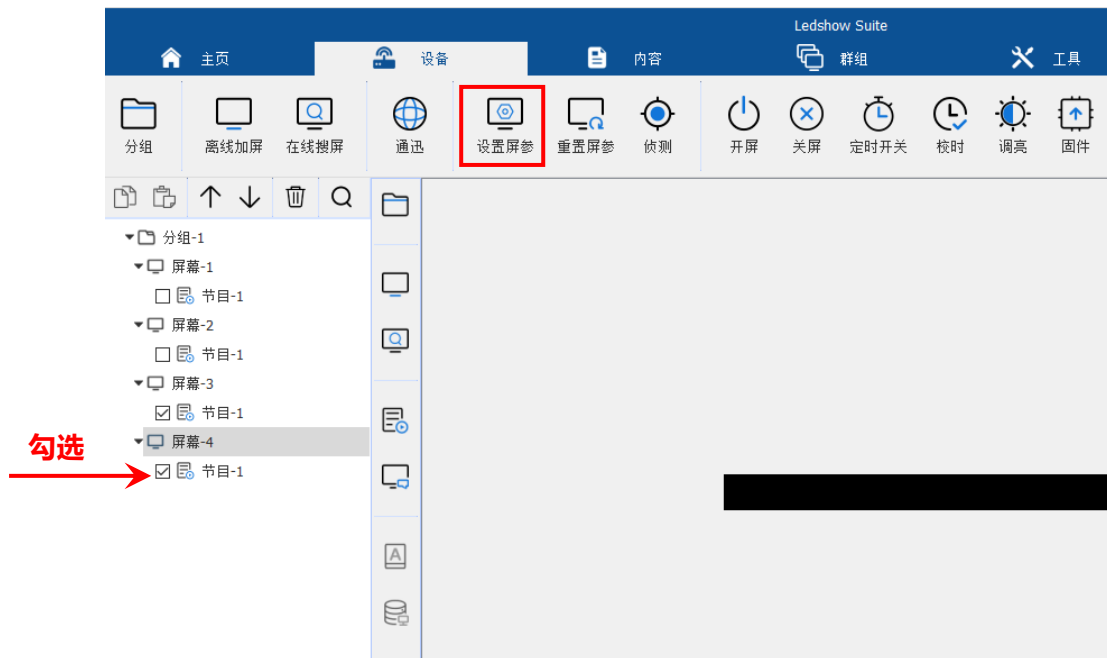 Ledshow Suite
主页 设备 内容 群组 工具
分组 离线加屏 在线搜屏 通迅 设置屏参 重置屏参 侦测 开屏 关屏 定时开关 校时 调亮 固件
分组-1
屏幕-1
节目-1
屏幕-2
节目-1
屏幕-3
节目-1
屏幕-4
勾选
节目-1
A